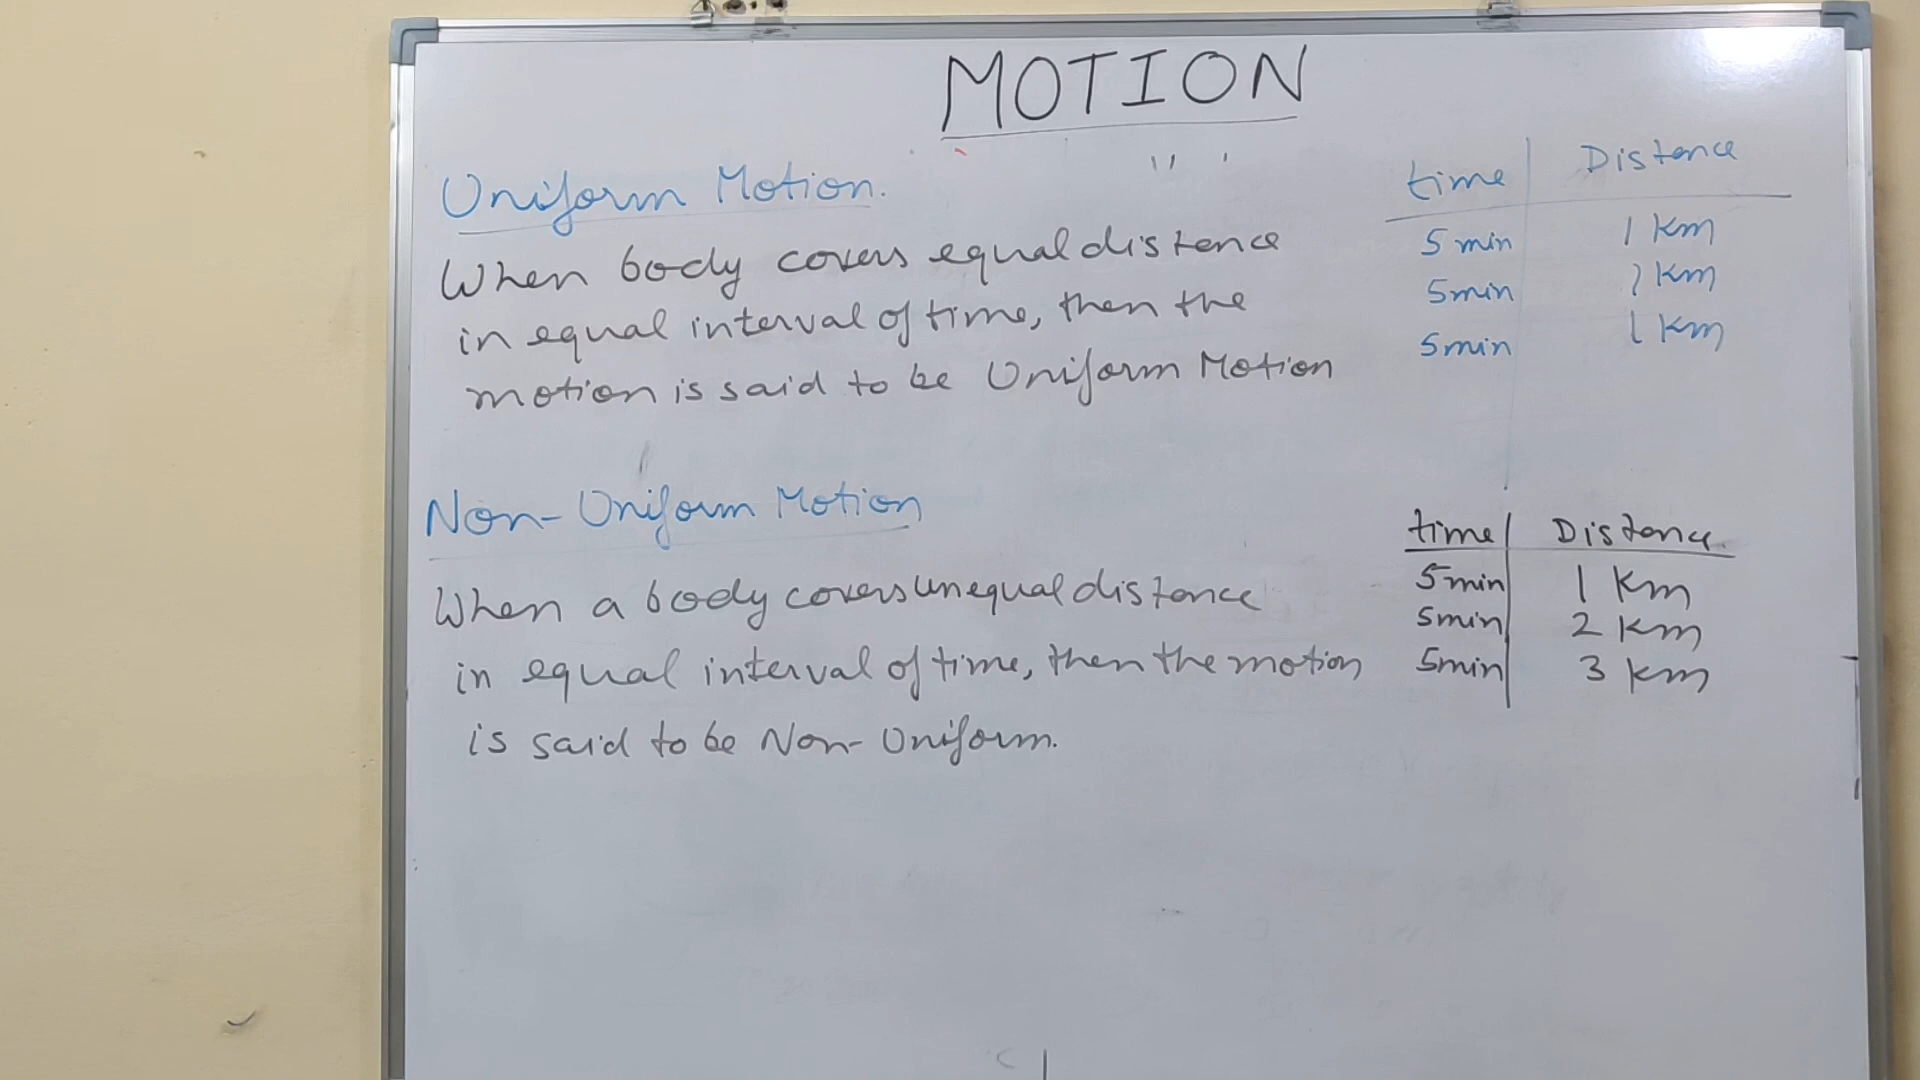 MOTION
Uniform Motion.
When body covers equal distence
in equal interval of time, then the
motion is said to be Uniform Motion
time Distance
5 min 1 Km
5min 1 Km
5min 1 Km
Non-Uniform Motion
When a body covers unequal distance
in equal interval of time, then the motion
is said to be Non-Uniform.
time Distance
5min 1 Km
5min 2 Km
5min 3 Km